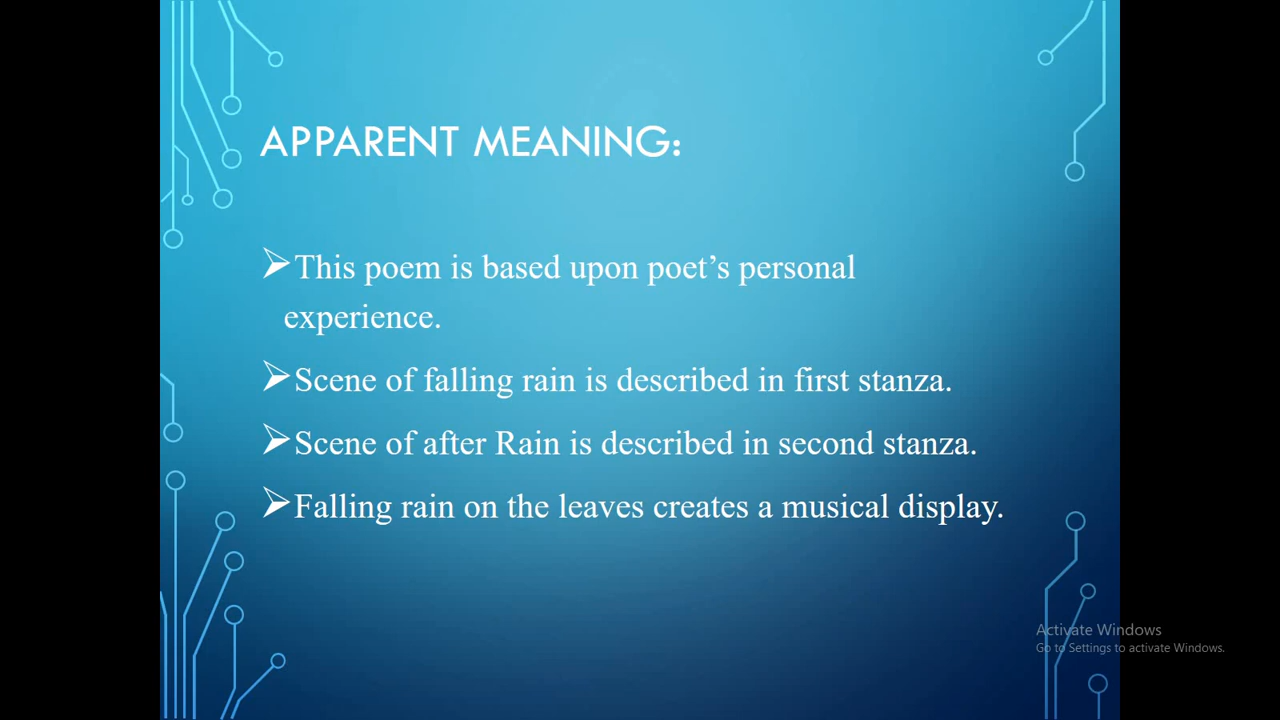 APPARENT MEANING:
➢This poem is based upon poet’s personal
experience.
➢Scene of falling rain is described in first stanza.
➢Scene of after Rain is described in second stanza.
➢Falling rain on the leaves creates a musical display.
Activate Windows
Go to Settings to activate Windows.